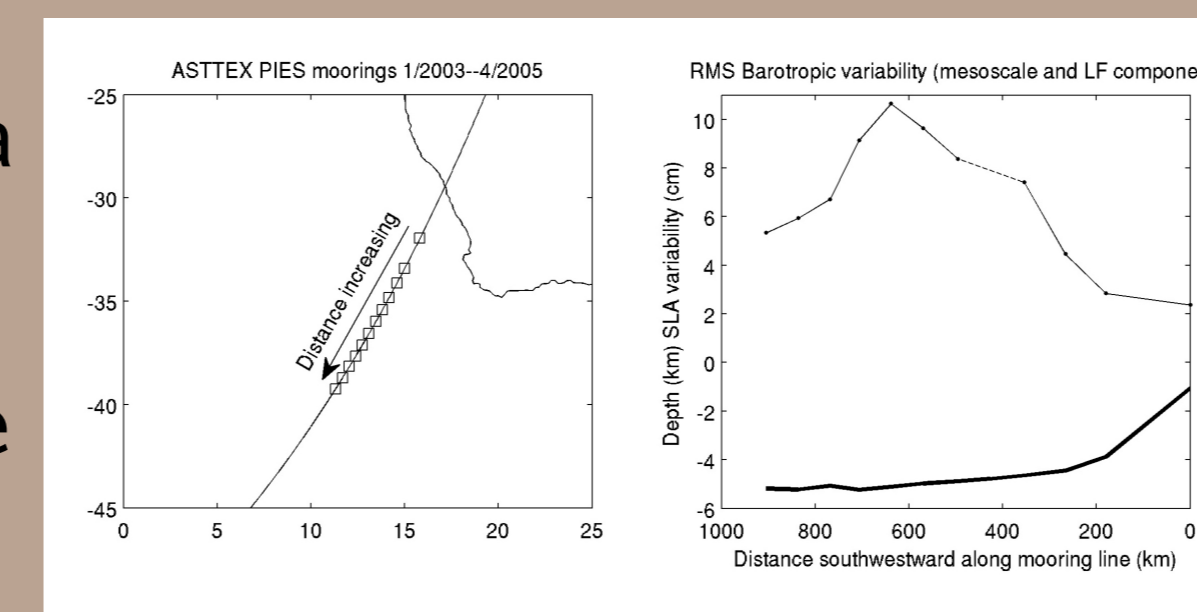 a
e
ASTTEX PIES moorings 1/2003--4/2005
-25
-30
-35
-40
-45
0 5 10 15 20 25
Distance increasing
RMS Barotropic variability (mesoscale and LF compone
Depth (km) SLA variability (cm)
10
8
6
4
2
0
-2
-4
-6
1000 800 600 400 200 0
Distance southwestward along mooring line (km)